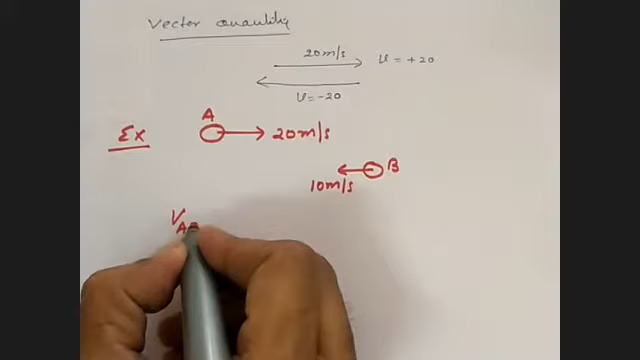 Vector quantity
20m/s
v = +20
v = -20
Ex
A
20m/s
B
10m/s
V